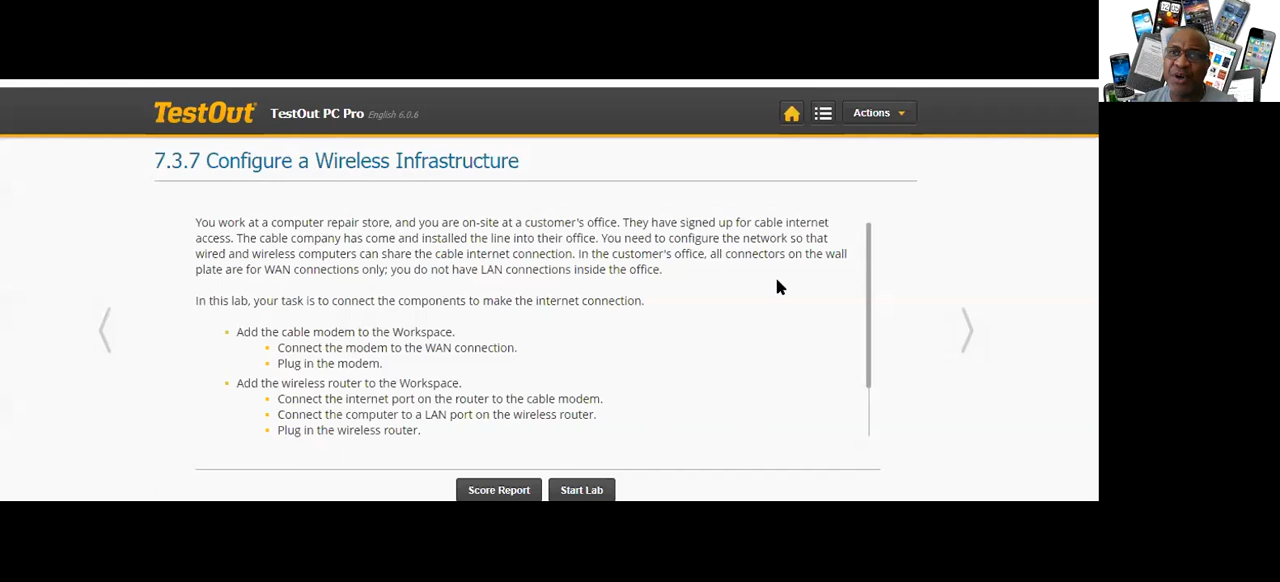 TestOut TestOut PC Pro English 6.0.6 Actions
7.3.7 Configure a Wireless Infrastructure
You work at a computer repair store, and you are on-site at a customer's office. They have signed up for cable internet
access. The cable company has come and installed the line into their office. You need to configure the network so that
wired and wireless computers can share the cable internet connection. In the customer's office, all connectors on the wall
plate are for WAN connections only; you do not have LAN connections inside the office.
In this lab, your task is to connect the components to make the internet connection.
Add the cable modem to the Workspace.
Connect the modem to the WAN connection.
Plug in the modem.
Add the wireless router to the Workspace.
Connect the internet port on the router to the cable modem.
Connect the computer to a LAN port on the wireless router.
Plug in the wireless router.
Score Report Start Lab